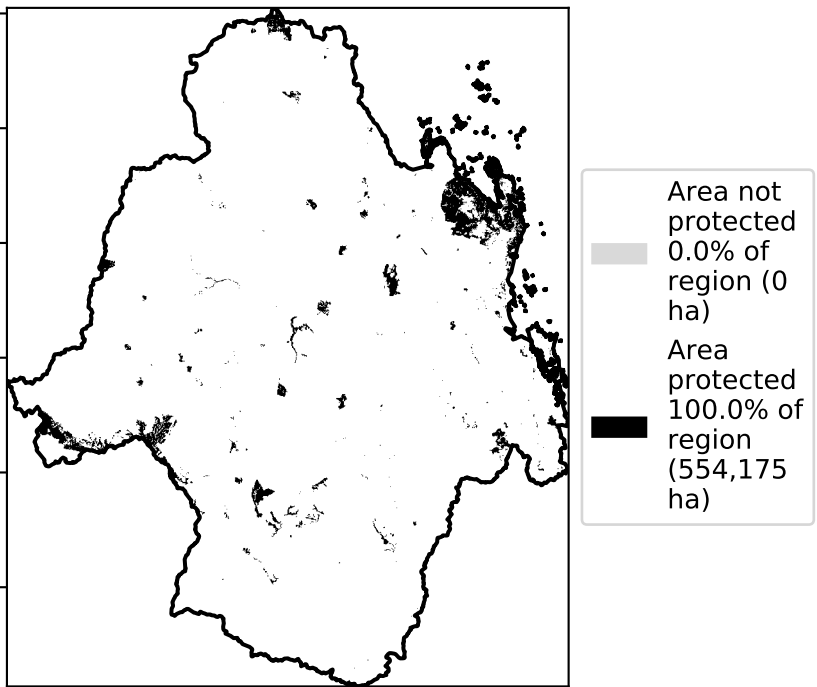 Area not
protected
0.0% of
region (0
ha)
Area
protected
100.0% of
region
(554,175
ha)